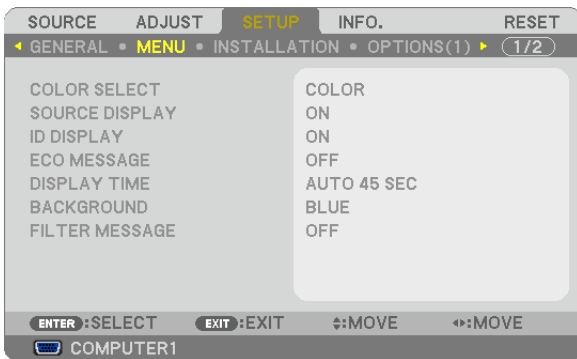 SOURCE ADJUST SETUP INFO. RESET
GENERAL • MENU • INSTALLATION • OPTIONS(1) 1/2
COLOR SELECT COLOR
SOURCE DISPLAY ON
ID DISPLAY ON
ECO MESSAGE OFF
DISPLAY TIME AUTO 45 SEC
BACKGROUND BLUE
FILTER MESSAGE OFF
ENTER :SELECT EXIT :EXIT :MOVE :MOVE
COMPUTER1